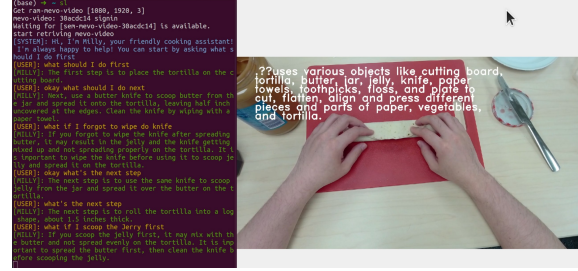 (base) → ~ sl
Get ram-mevo-video [1080, 1920, 3]
mevo-video: 30acdc14 signin
Waiting for [sem-mevo-video-30acdc14] is available.
start retriving mevo-video
[SYSTEM]: Hi, I'm Milly, your friendly cooking assistant!
I'm always happy to help! You can start by asking what s
hould I do first
[USER]: what should I do first
[MILLY]: The first step is to place the tortilla on the c
utting board.
[USER]: okay what should I do next
[MILLY]: Next, use a butter knife to scoop butter from th
e jar and spread it onto the tortilla, leaving half inch
uncovered at the edges. Clean the knife by wiping with a
paper towel.
[USER]: what if I forgot to wipe do knife
[MILLY]: If you forgot to wipe the knife after spreading
butter, it may result in the jelly and the knife getting
mixed up and not spreading properly on the tortilla. It i
s important to wipe the knife before using it to scoop je
lly and spread it on the tortilla.
[USER]: okay what's the next step
[MILLY]: The next step is to use the same knife to scoop
jelly from the jar and spread it over the butter on the t
ortilla.
[USER]: what's the next step
[MILLY]: The next step is to roll the tortilla into a log
shape, about 1.5 inches thick.
[USER]: what if I scoop the Jerry first
[MILLY]: If you scoop the jelly first, it may mix with th
e butter and not spread evenly on the tortilla. It is imp
ortant to spread the butter first, then clean the knife b
efore scooping the jelly.
.??uses various objects like cutting board,
tortilla, butter, jar, jelly, knife, paper
towels, toothpicks, floss, and plate to
cut, flatten, align and press different
pieces and parts of paper, vegetables,
and tortilla.